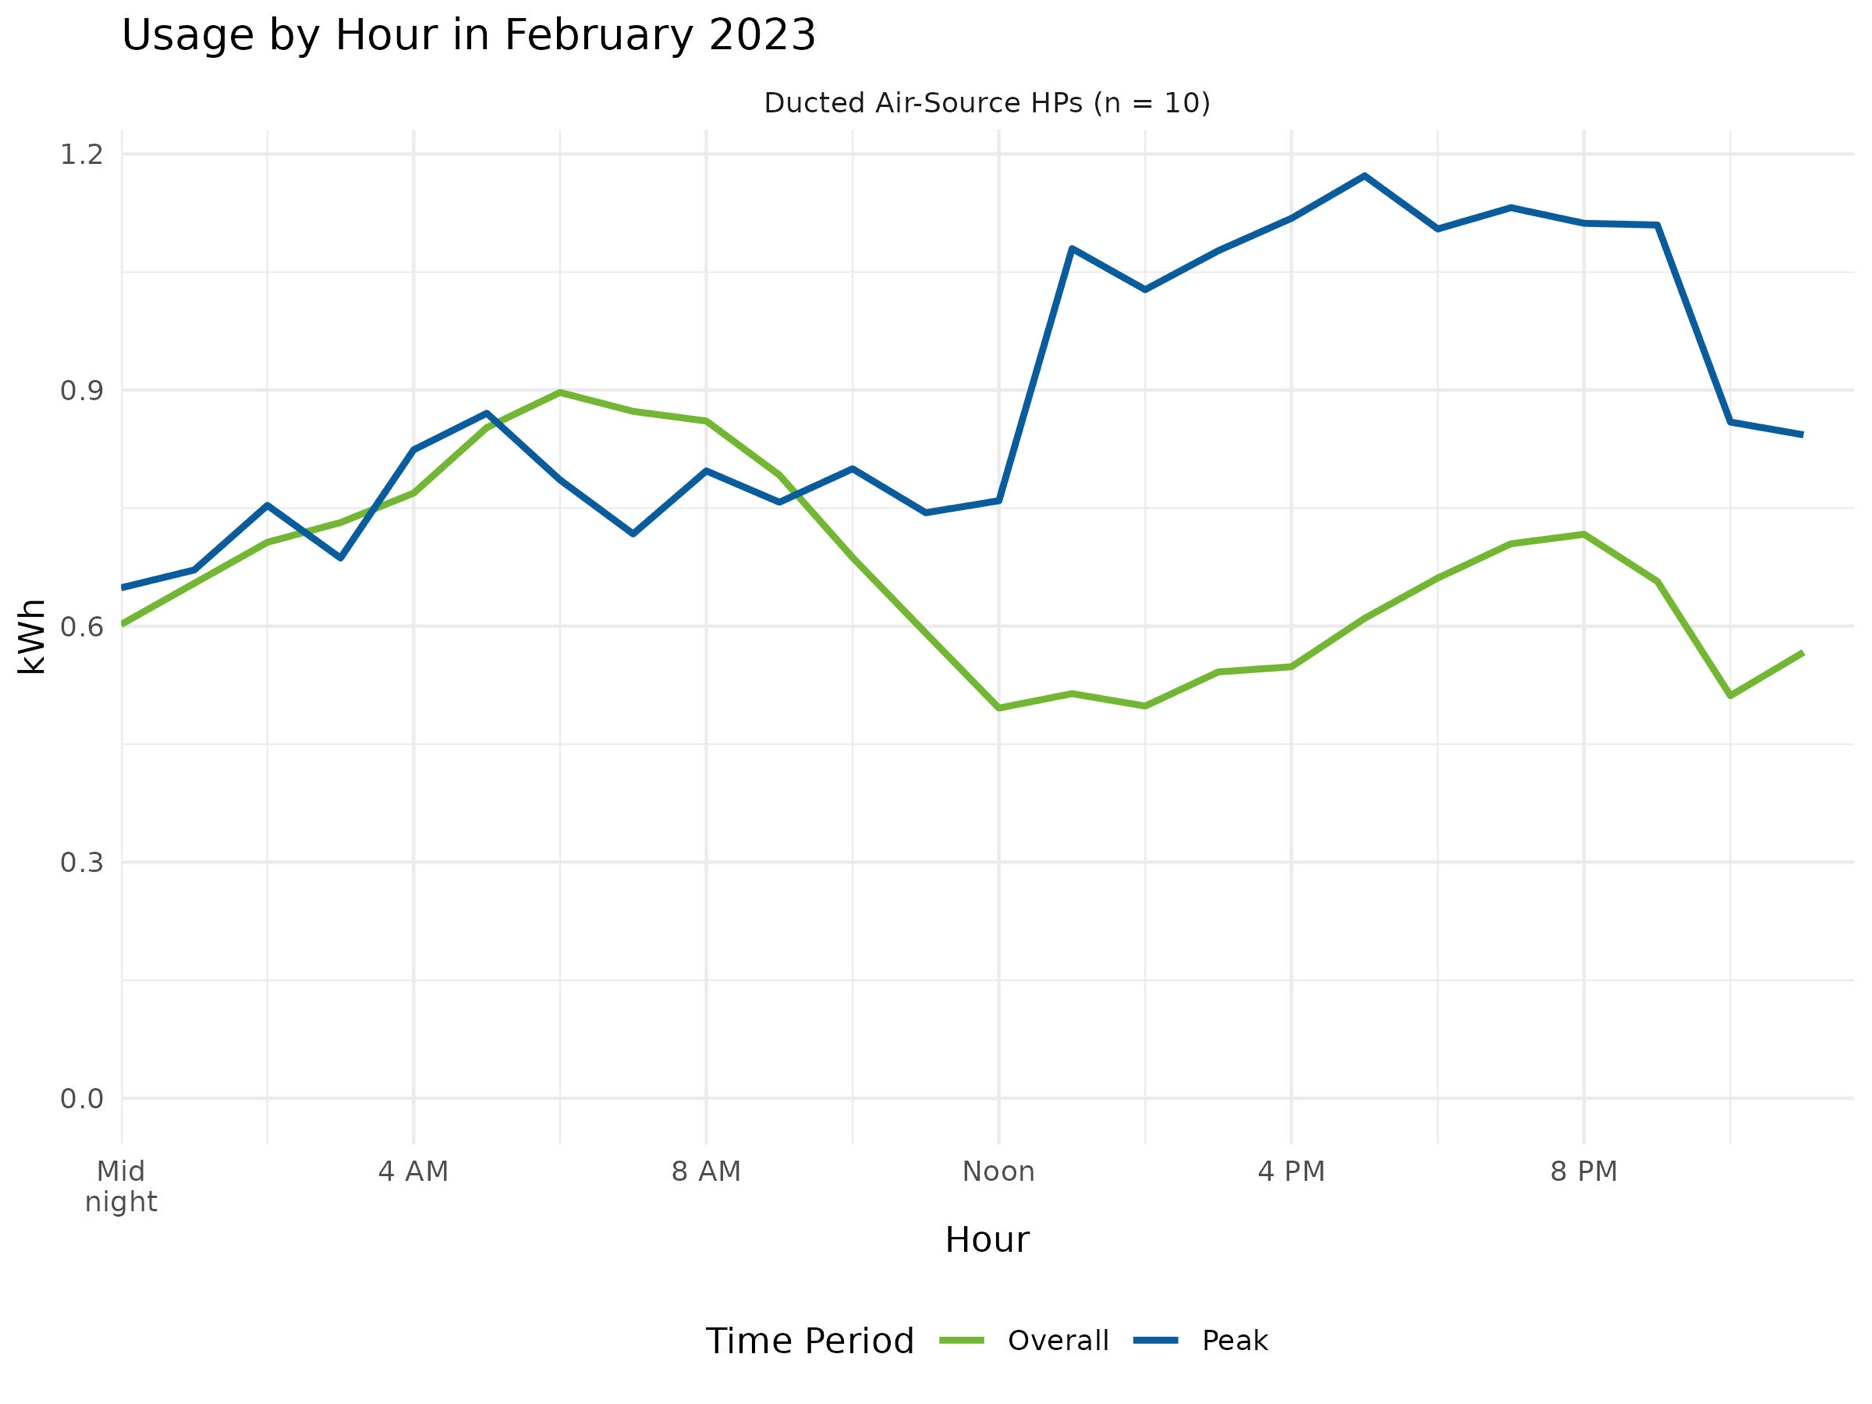 Usage by Hour in February 2023
Ducted Air-Source HPs (n = 10)
1.2
0.9
0.6
0.3
0.0
kWh
Mid
night
4 AM
8 AM
Noon
4 PM
8 PM
Hour
Time Period
Overall
Peak